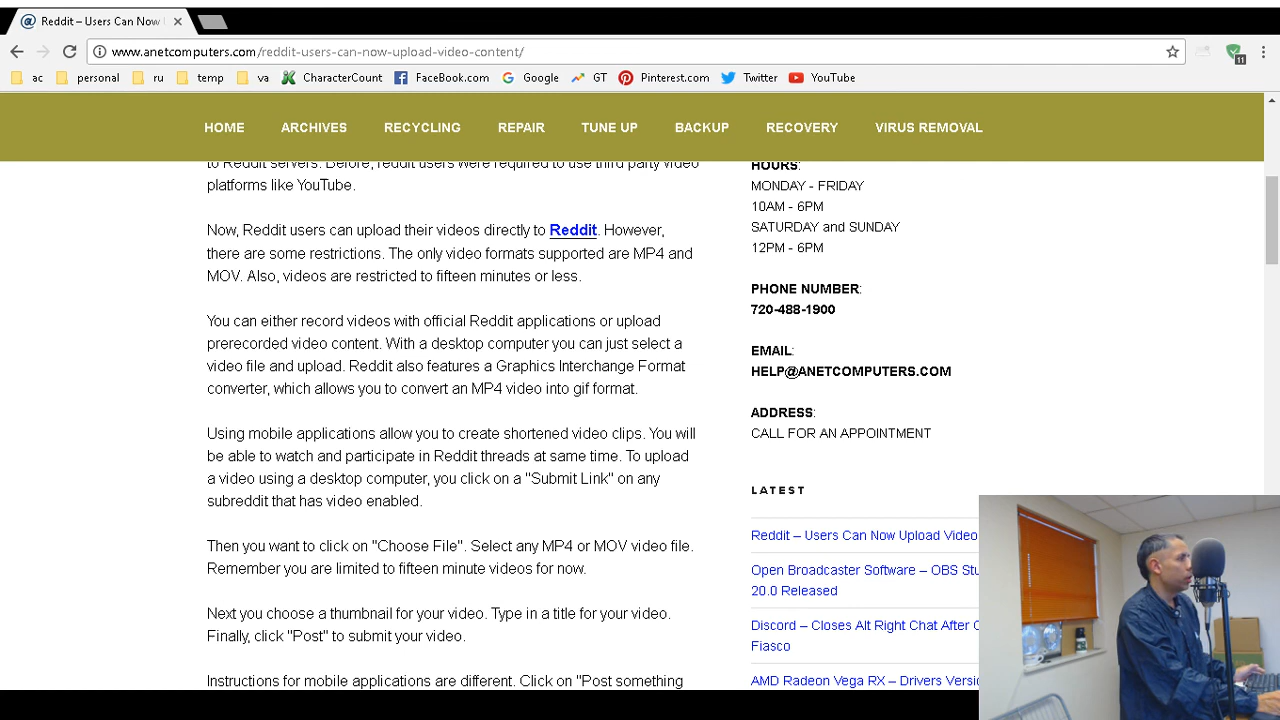 Reddit – Users Can Now
www.anetcomputers.com/reddit-users-can-now-upload-video-content/
ac personal ru temp va CharacterCount FaceBook.com Google GT Pinterest.com Twitter YouTube
11
HOME ARCHIVES RECYCLING REPAIR TUNE UP BACKUP RECOVERY VIRUS REMOVAL
to Reddit servers. Before, reddit users were required to use third party video
platforms like YouTube.
Now, Reddit users can upload their videos directly to Reddit. However,
there are some restrictions. The only video formats supported are MP4 and
MOV. Also, videos are restricted to fifteen minutes or less.
You can either record videos with official Reddit applications or upload
prerecorded video content. With a desktop computer you can just select a
video file and upload. Reddit also features a Graphics Interchange Format
converter, which allows you to convert an MP4 video into gif format.
Using mobile applications allow you to create shortened video clips. You will
be able to watch and participate in Reddit threads at same time. To upload
a video using a desktop computer, you click on a "Submit Link" on any
subreddit that has video enabled.
Then you want to click on "Choose File". Select any MP4 or MOV video file.
Remember you are limited to fifteen minute videos for now.
Next you choose a thumbnail for your video. Type in a title for your video.
Finally, click "Post" to submit your video.
Instructions for mobile applications are different. Click on "Post something
HOURS:
MONDAY - FRIDAY
10AM - 6PM
SATURDAY and SUNDAY
12PM - 6PM
PHONE NUMBER:
720-488-1900
EMAIL:
HELP@ANETCOMPUTERS.COM
ADDRESS:
CALL FOR AN APPOINTMENT
LATEST
Reddit – Users Can Now Upload Video
Open Broadcaster Software – OBS Stu
20.0 Released
Discord – Closes Alt Right Chat After
Fiasco
AMD Radeon Vega RX – Drivers Versi